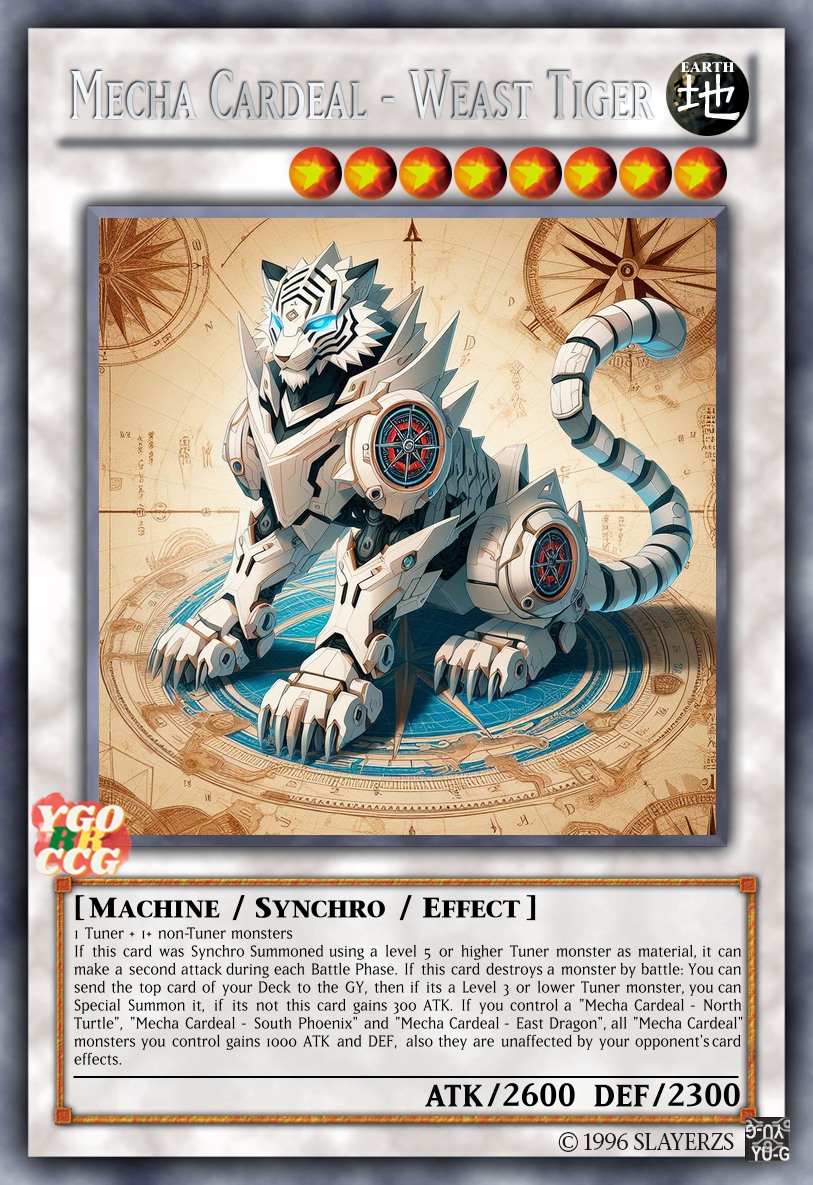 Mecha Cardeal - Weast Tiger
EARTH
地
YGO
BR
CCG
[ Machine / Synchro / Effect ]
1 Tuner + 1+ non-Tuner monsters
If this card was Synchro Summoned using a level 5 or higher Tuner monster as material, it can
make a second attack during each Battle Phase. If this card destroys a monster by battle: You can
send the top card of your Deck to the GY, then if its a Level 3 or lower Tuner monster, you can
Special Summon it, if its not this card gains 300 ATK. If you control a "Mecha Cardeal - North
Turtle", "Mecha Cardeal - South Phoenix" and "Mecha Cardeal - East Dragon", all "Mecha Cardeal"
monsters you control gains 1000 ATK and DEF, also they are unaffected by your opponent's card
effects.
ATK/2600 DEF/2300
© 1996 SLAYERZS
YU-G